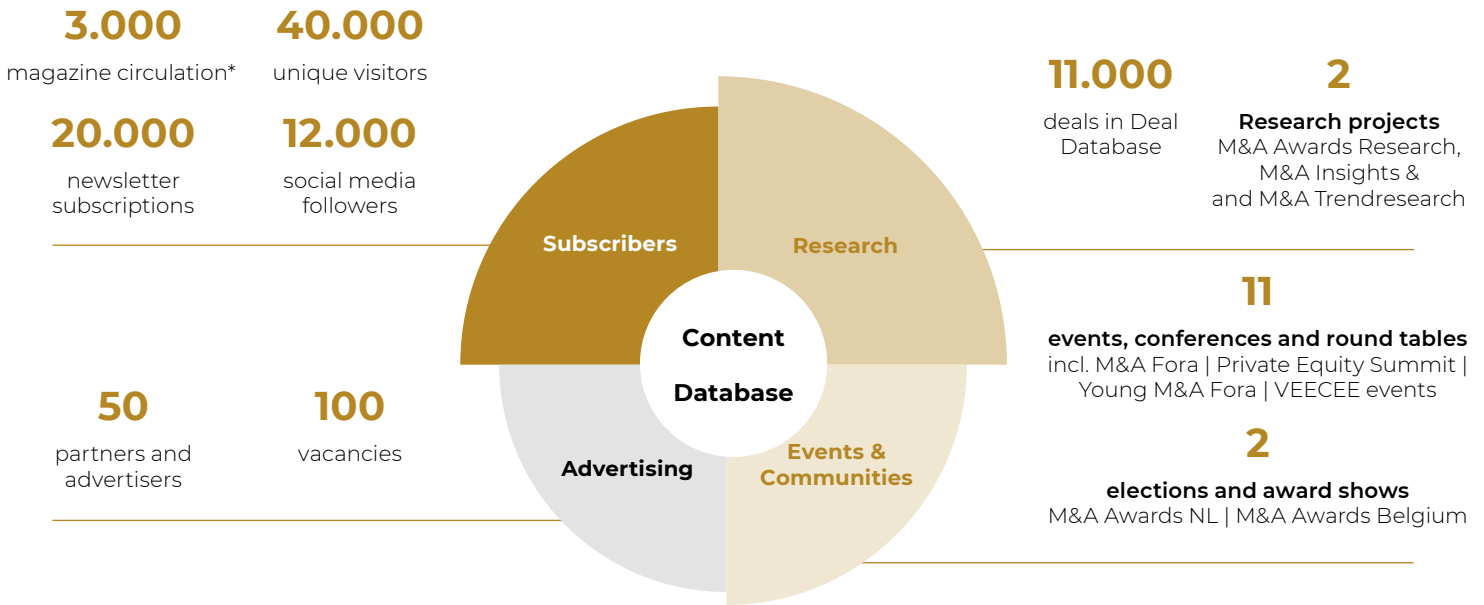 3.000
magazine circulation*
40.000
unique visitors
20.000
newsletter
subscriptions
12.000
social media
followers
11.000
deals in Deal
Database
2
Research projects
M&A Awards Research,
M&A Insights &
and M&A Trendresearch
Subscribers
Research
Content
Database
Advertising
Events &
Communities
50
partners and
advertisers
100
vacancies
11
events, conferences and round tables
incl. M&A Fora | Private Equity Summit |
Young M&A Fora | VEECEE events
2
elections and award shows
M&A Awards NL | M&A Awards Belgium